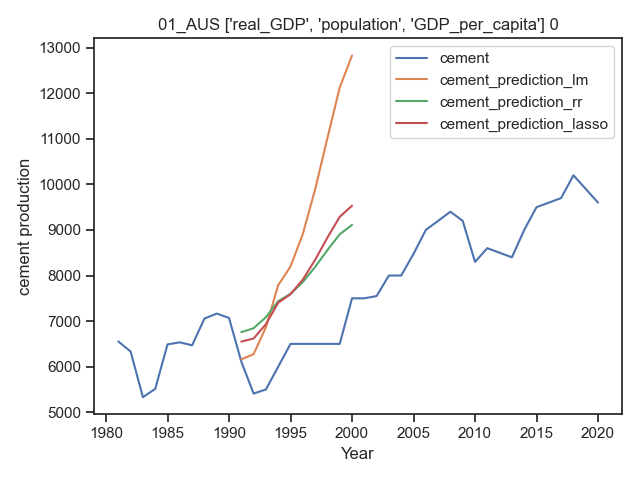 01_AUS ['real_GDP', 'population', 'GDP_per_capita'] 0
13000
12000
11000
10000
9000
8000
7000
6000
5000
cement production
cement
cement_prediction_lm
cement_prediction_rr
cement_prediction_lasso
1980 1985 1990 1995 2000 2005 2010 2015 2020
Year